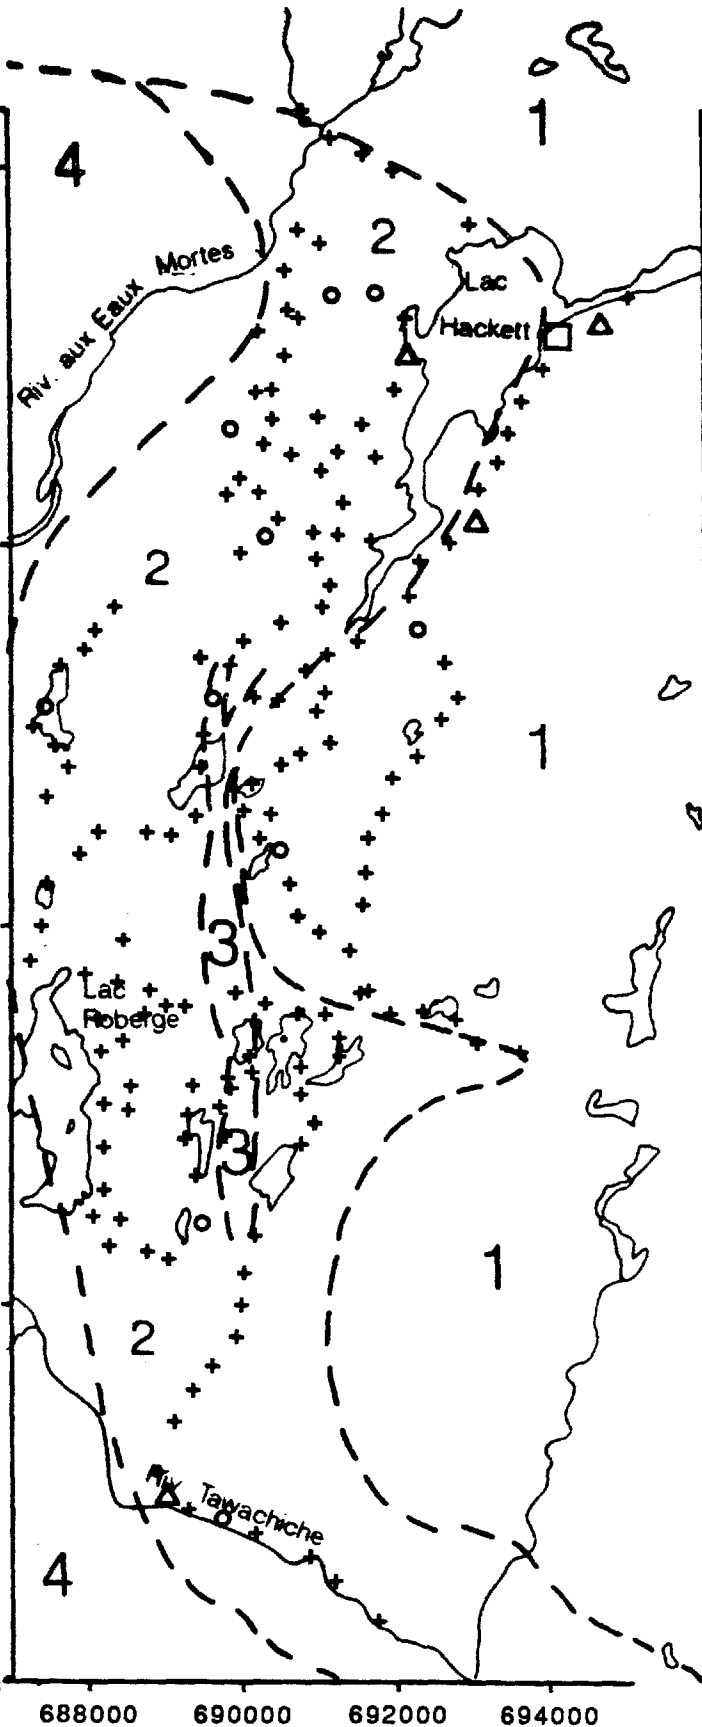 1
4
2
Riv. aux Eaux Mortes
Lac
Hackett
2
1
3
Lac
Roberge
3
1
2
Riv. Tawachiche
4
688000 690000 692000 694000